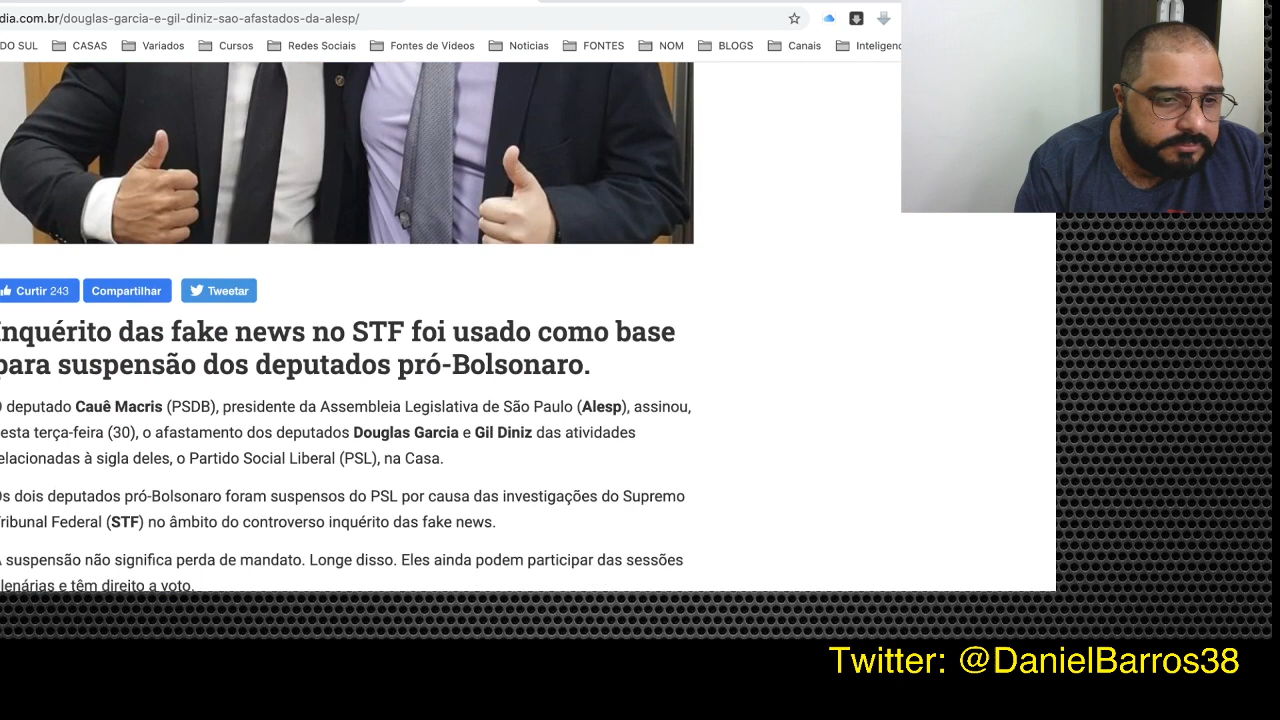 dia.com.br/douglas-garcia-e-gil-diniz-sao-afastados-da-alesp/
DO SUL CASAS Variados Cursos Redes Sociais Fontes de Videos Noticias FONTES NOM BLOGS Canais Inteligenc
Curtir 243 Compartilhar Tweetar
Inquérito das fake news no STF foi usado como base
para suspensão dos deputados pró-Bolsonaro.
O deputado Cauê Macris (PSDB), presidente da Assembleia Legislativa de São Paulo (Alesp), assinou,
esta terça-feira (30), o afastamento dos deputados Douglas Garcia e Gil Diniz das atividades
elacionadas à sigla deles, o Partido Social Liberal (PSL), na Casa.
Os dois deputados pró-Bolsonaro foram suspensos do PSL por causa das investigações do Supremo
Tribunal Federal (STF) no âmbito do controverso inquérito das fake news.
A suspensão não significa perda de mandato. Longe disso. Eles ainda podem participar das sessões
lenárias e têm direito a voto.
Twitter: @DanielBarros38